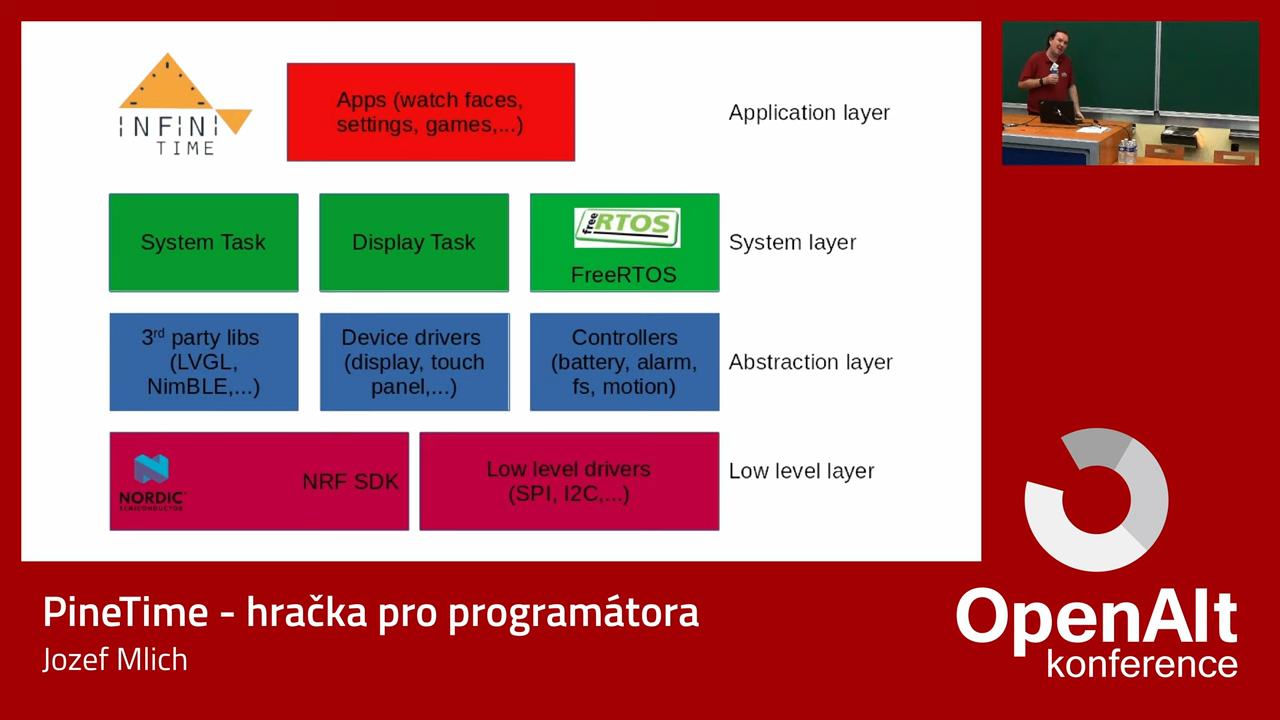 INFINI
TIME
Apps (watch faces,
settings, games,...)
Application layer
System Task
Display Task
free RTOS
FreeRTOS
System layer
3rd party libs
(LVGL,
NimBLE,...)
Device drivers
(display, touch
panel,...)
Controllers
(battery, alarm,
fs, motion)
Abstraction layer
NORDIC
SEMICONDUCTOR
NRF SDK
Low level drivers
(SPI, I2C,...)
Low level layer
PineTime - hračka pro programátora
Jozef Mlich
OpenAlt
konference